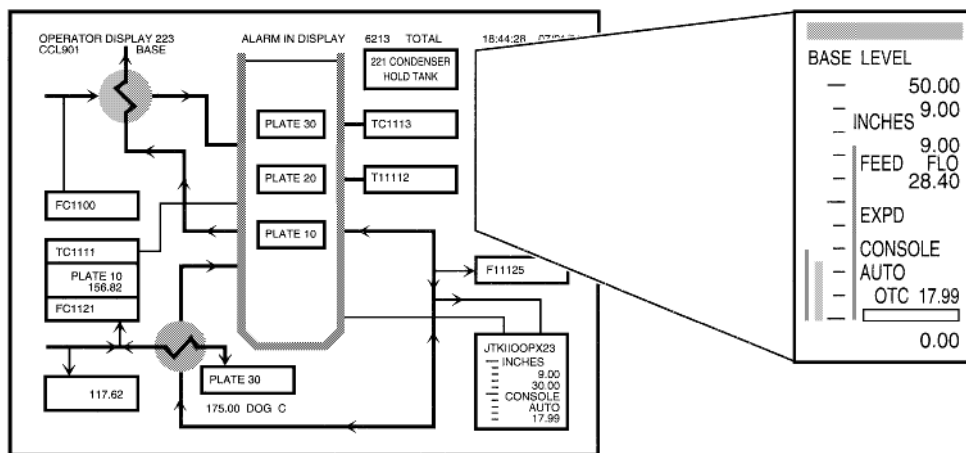 OPERATOR DISPLAY 223
ALARM IN DISPLAY
6213 TOTAL
18:44:28
CCL901 BASE
221 CONDENSER
HOLD TANK
PLATE 30
TC1113
PLATE 20
T11112
FC1100
PLATE 10
TC1111
PLATE 10
156.82
FC1121
F11125
PLATE 30
117.62
175.00 DOG C
JTKIIOOPX23
INCHES
9.00
30.00
CONSOLE
AUTO
17.99
BASE LEVEL
50.00
9.00
INCHES
9.00
FEED FLO
28.40
EXPD
CONSOLE
AUTO
OTC 17.99
0.00